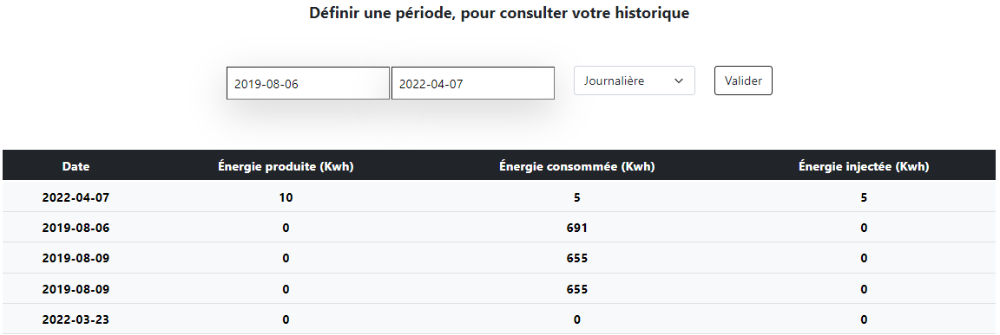 Définir une période, pour consulter votre historique
2019-08-06 2022-04-07 Journalière Valider
Date Énergie produite (Kwh) Énergie consommée (Kwh) Énergie injectée (Kwh)
2022-04-07 10 5 5
2019-08-06 0 691 0
2019-08-09 0 655 0
2019-08-09 0 655 0
2022-03-23 0 0 0